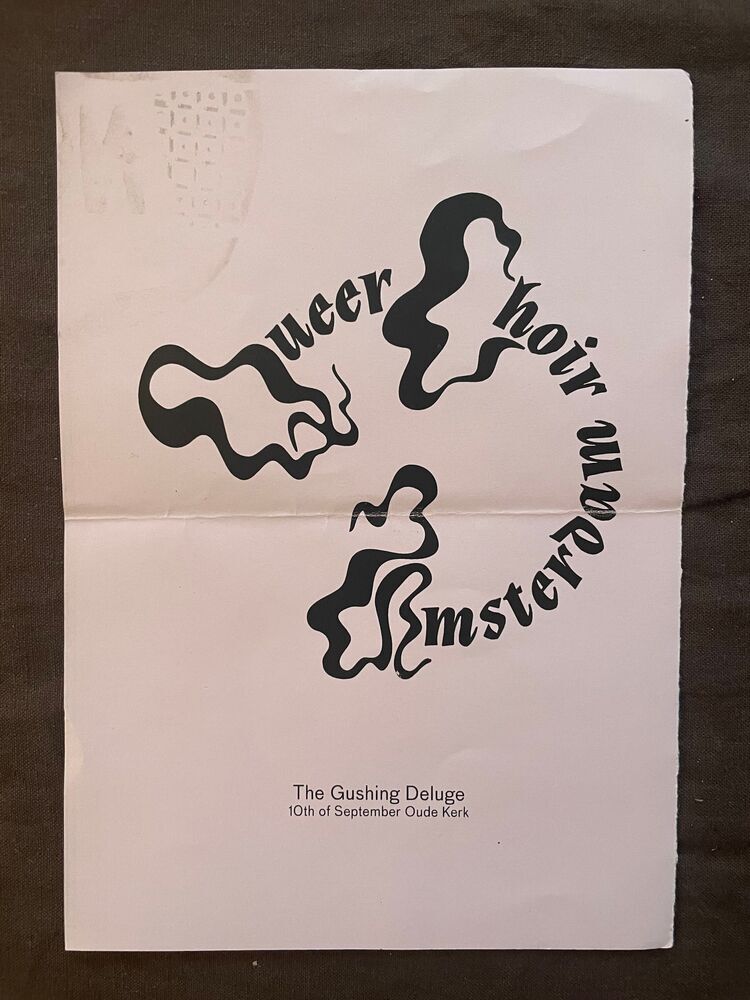 Queer Choir Amsterdam
The Gushing Deluge
10th of September Oude Kerk